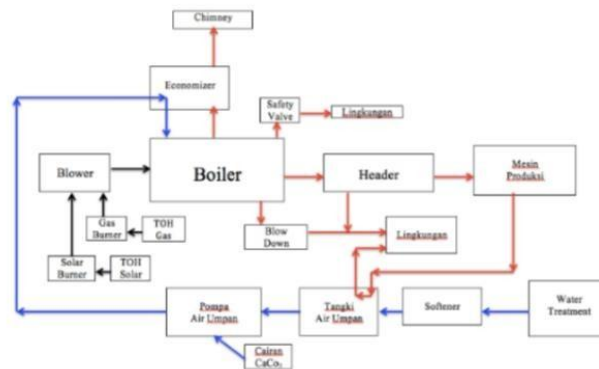 Chimney
Economizer
Safety
Valve
Lingkungan
Blower
Boiler
Header
Mesin
Produksi
Gas
Burner
TOH
Gas
Blow
Down
Lingkungan
Solar
Burner
TOH
Solar
Pompa
Air Umpan
Tangki
Air Umpan
Softener
Water
Treatment
Cairan
CaCo₃